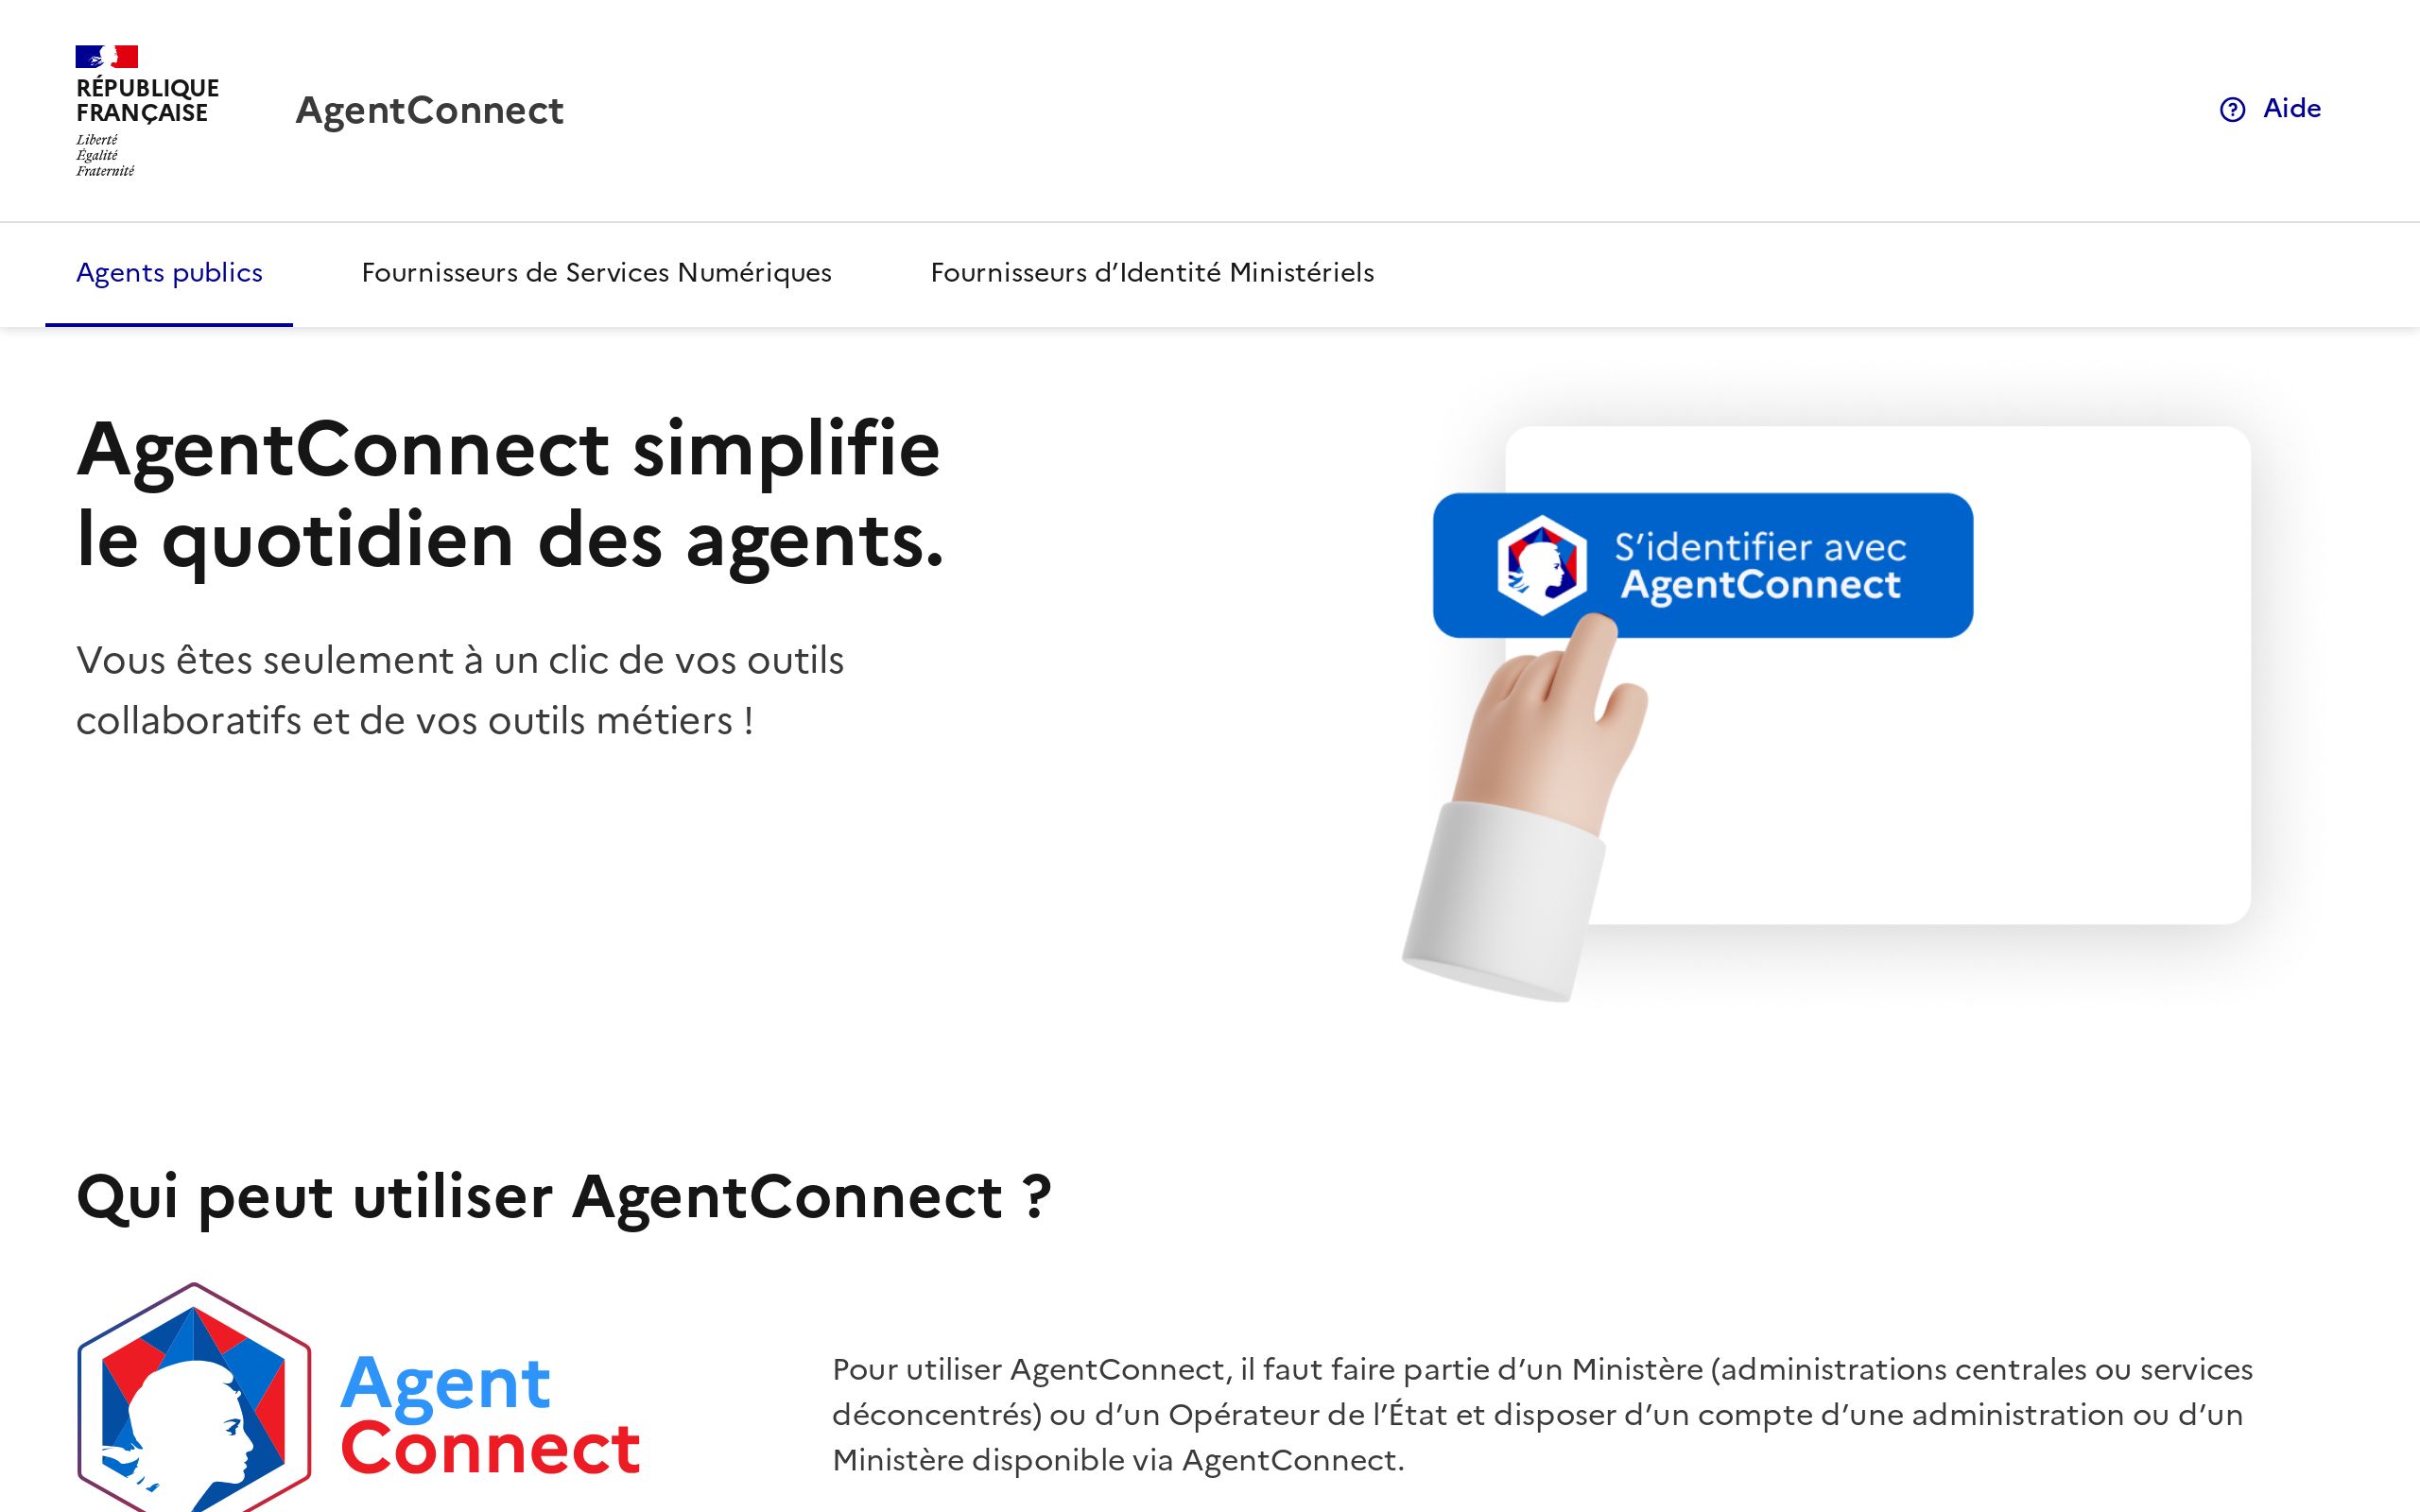 RÉPUBLIQUE
FRANÇAISE
Liberté
Égalité
Fraternité
AgentConnect
Aide
Agents publics
Fournisseurs de Services Numériques
Fournisseurs d’Identité Ministériels
AgentConnect simplifie
le quotidien des agents.
Vous êtes seulement à un clic de vos outils
collaboratifs et de vos outils métiers !
S’identifier avec
AgentConnect
Qui peut utiliser AgentConnect ?
Agent
Connect
Pour utiliser AgentConnect, il faut faire partie d’un Ministère (administrations centrales ou services
déconcentrés) ou d’un Opérateur de l’État et disposer d’un compte d’une administration ou d’un
Ministère disponible via AgentConnect.